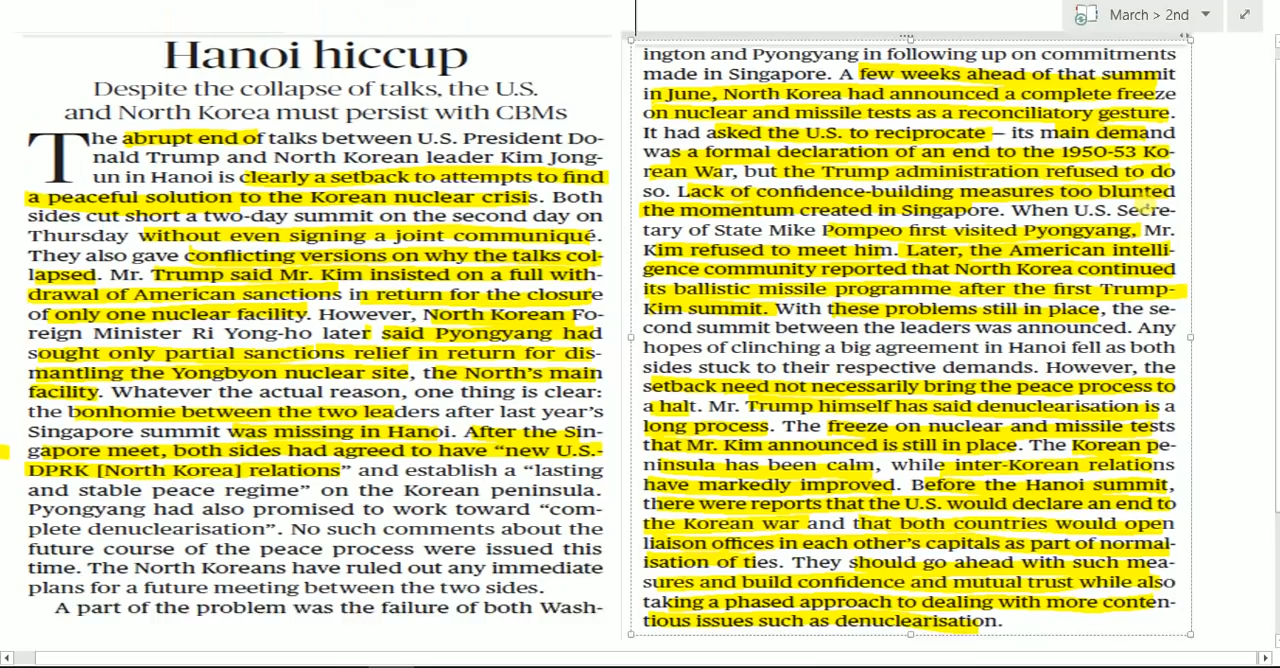 March > 2nd
Hanoi hiccup
Despite the collapse of talks, the U.S.
and North Korea must persist with CBMs
The abrupt end of talks between U.S. President Do-
nald Trump and North Korean leader Kim Jong-
un in Hanoi is clearly a setback to attempts to find
a peaceful solution to the Korean nuclear crisis. Both
sides cut short a two-day summit on the second day on
Thursday without even signing a joint communiqué.
They also gave conflicting versions on why the talks col-
lapsed. Mr. Trump said Mr. Kim insisted on a full with-
drawal of American sanctions in return for the closure
of only one nuclear facility. However, North Korean Fo-
reign Minister Ri Yong-ho later said Pyongyang had
sought only partial sanctions relief in return for dis-
mantling the Yongbyon nuclear site, the North's main
facility. Whatever the actual reason, one thing is clear:
the bonhomie between the two leaders after last year's
Singapore summit was missing in Hanoi. After the Sin-
gapore meet, both sides had agreed to have “new U.S.-
DPRK [North Korea] relations” and establish a “lasting
and stable peace regime” on the Korean peninsula.
Pyongyang had also promised to work toward “com-
plete denuclearisation”. No such comments about the
future course of the peace process were issued this
time. The North Koreans have ruled out any immediate
plans for a future meeting between the two sides.
A part of the problem was the failure of both Wash-
ington and Pyongyang in following up on commitments
made in Singapore. A few weeks ahead of that summit
in June, North Korea had announced a complete freeze
on nuclear and missile tests as a reconciliatory gesture.
It had asked the U.S. to reciprocate – its main demand
was a formal declaration of an end to the 1950-53 Ko-
rean War, but the Trump administration refused to do
so. Lack of confidence-building measures too blunted
the momentum created in Singapore. When U.S. Secre-
tary of State Mike Pompeo first visited Pyongyang, Mr.
Kim refused to meet him. Later, the American intelli-
gence community reported that North Korea continued
its ballistic missile programme after the first Trump-
Kim summit. With these problems still in place, the se-
cond summit between the leaders was announced. Any
hopes of clinching a big agreement in Hanoi fell as both
sides stuck to their respective demands. However, the
setback need not necessarily bring the peace process to
a halt. Mr. Trump himself has said denuclearisation is a
long process. The freeze on nuclear and missile tests
that Mr. Kim announced is still in place. The Korean pe-
ninsula has been calm, while inter-Korean relations
have markedly improved. Before the Hanoi summit,
there were reports that the U.S. would declare an end to
the Korean war and that both countries would open
liaison offices in each other's capitals as part of normal-
isation of ties. They should go ahead with such mea-
sures and build confidence and mutual trust while also
taking a phased approach to dealing with more conten-
tious issues such as denuclearisation.